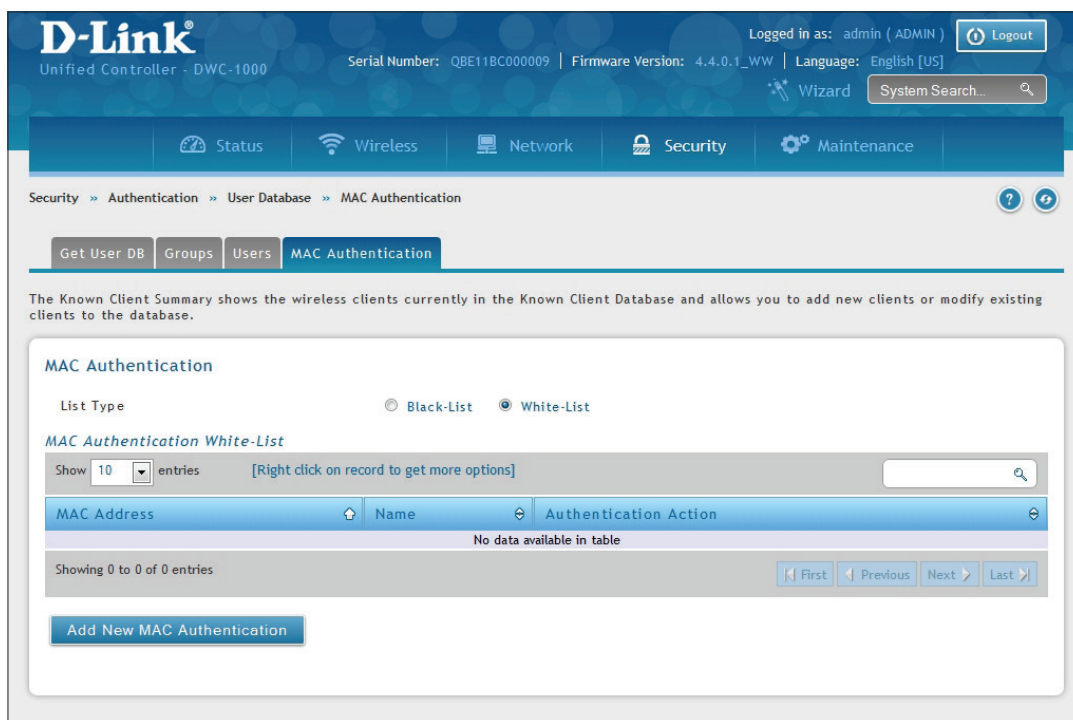 D-Link®
Unified Controller - DWC-1000
Logged in as: admin ( ADMIN ) Logout
Serial Number: QBE11BC000009 | Firmware Version: 4.4.0.1_WW | Language: English [US]
Wizard System Search...
Status Wireless Network Security Maintenance
Security » Authentication » User Database » MAC Authentication
Get User DB Groups Users MAC Authentication
The Known Client Summary shows the wireless clients currently in the Known Client Database and allows you to add new clients or modify existing
clients to the database.
MAC Authentication
List Type Black-List White-List
MAC Authentication White-List
Show 10 entries [Right click on record to get more options]
MAC Address Name Authentication Action
No data available in table
Showing 0 to 0 of 0 entries First Previous Next Last
Add New MAC Authentication